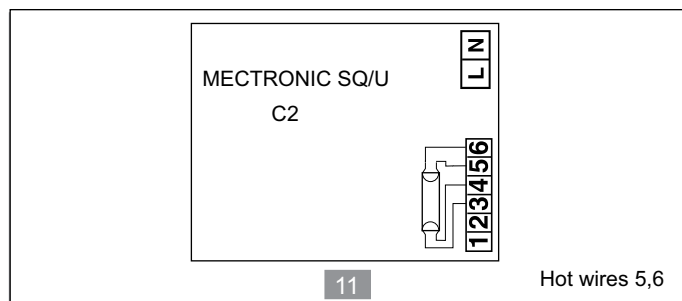 MECTRONIC SQ/U
C2
L N
1 2 3 4 5 6
11
Hot wires 5,6